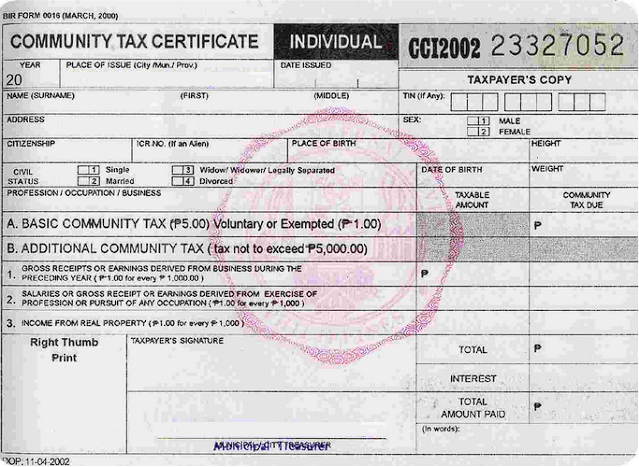 BIR FORM 0016 (MARCH, 2000)
COMMUNITY TAX CERTIFICATE INDIVIDUAL CCI2002 23327052
YEAR PLACE OF ISSUE (City /Mun./ Prov.) DATE ISSUED
20 TAXPAYER'S COPY
NAME (SURNAME) (FIRST) (MIDDLE) TIN (If Any):
ADDRESS SEX: 1 MALE
2 FEMALE
CITIZENSHIP ICR NO. (If an Alien) PLACE OF BIRTH HEIGHT
CIVIL STATUS 1 Single 3 Widow/ Widower/ Legally Separated DATE OF BIRTH WEIGHT
2 Married 4 Divorced
PROFESSION / OCCUPATION / BUSINESS TAXABLE AMOUNT COMMUNITY TAX DUE
A. BASIC COMMUNITY TAX (₱5.00) Voluntary or Exempted (₱1.00) ₱
B. ADDITIONAL COMMUNITY TAX ( tax not to exceed ₱5,000.00)
1. GROSS RECEIPTS OR EARNINGS DERIVED FROM BUSINESS DURING THE ₱
PRECEDING YEAR ( ₱1.00 for every ₱ 1,000.00 )
2. SALARIES OR GROSS RECEIPT OR EARNINGS DERIVED FROM EXERCISE OF
PROFESSION OR PURSUIT OF ANY OCCUPATION (₱1.00 for every ₱ 1,000 )
3. INCOME FROM REAL PROPERTY ( ₱1.00 for every ₱ 1,000 )
Right Thumb Print TAXPAYER'S SIGNATURE TOTAL ₱
INTEREST
TOTAL AMOUNT PAID ₱
(In words):
MUNICIPAL / CITY TREASURER
Municipal Treasurer
DOP: 11-04-2002